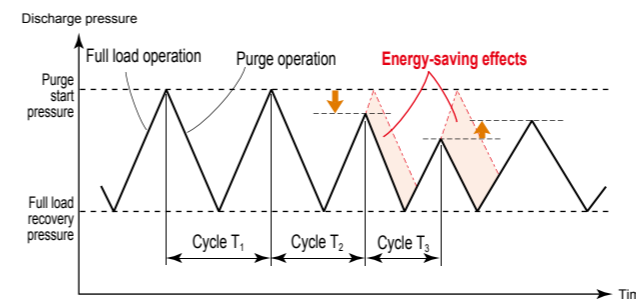 Discharge pressure
Full load operation
Purge operation
Energy-saving effects
Purge
start
pressure
Full load
recovery
pressure
Cycle T1
Cycle T2
Cycle T3